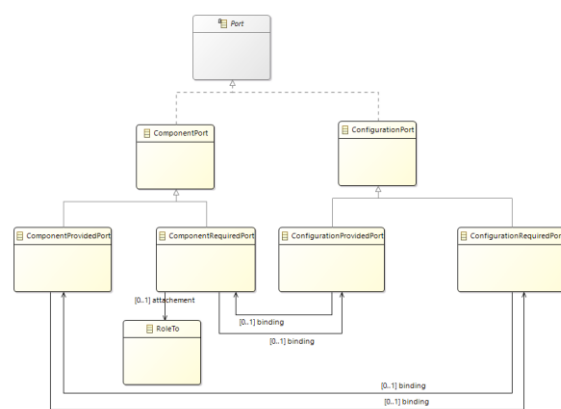 Port
ComponentPort
ConfigurationPort
ComponentProvidedPort
ComponentRequiredPort
ConfigurationProvidedPort
ConfigurationRequiredPort
[0..1] attachement
RoleTo
[0..1] binding
[0..1] binding
[0..1] binding
[0..1] binding